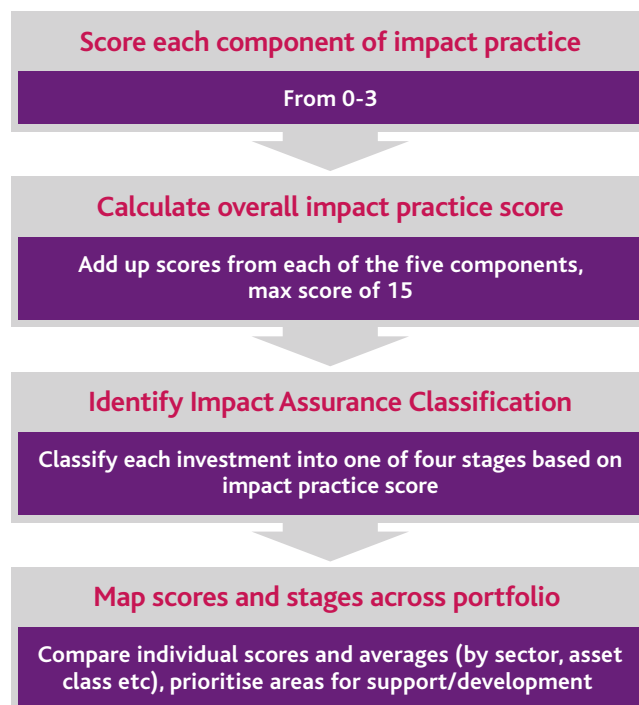 Score each component of impact practice
From 0-3
Calculate overall impact practice score
Add up scores from each of the five components,
max score of 15
Identify Impact Assurance Classification
Classify each investment into one of four stages based on
impact practice score
Map scores and stages across portfolio
Compare individual scores and averages (by sector, asset
class etc), prioritise areas for support/development